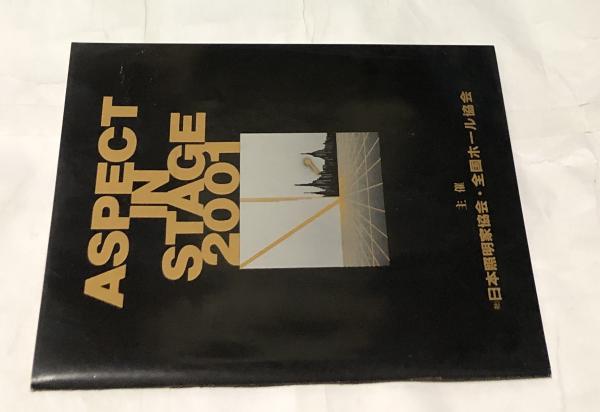 ASPECT
IN
STAGE
2001
主催
社 日本照明家協会・全国ホール協会